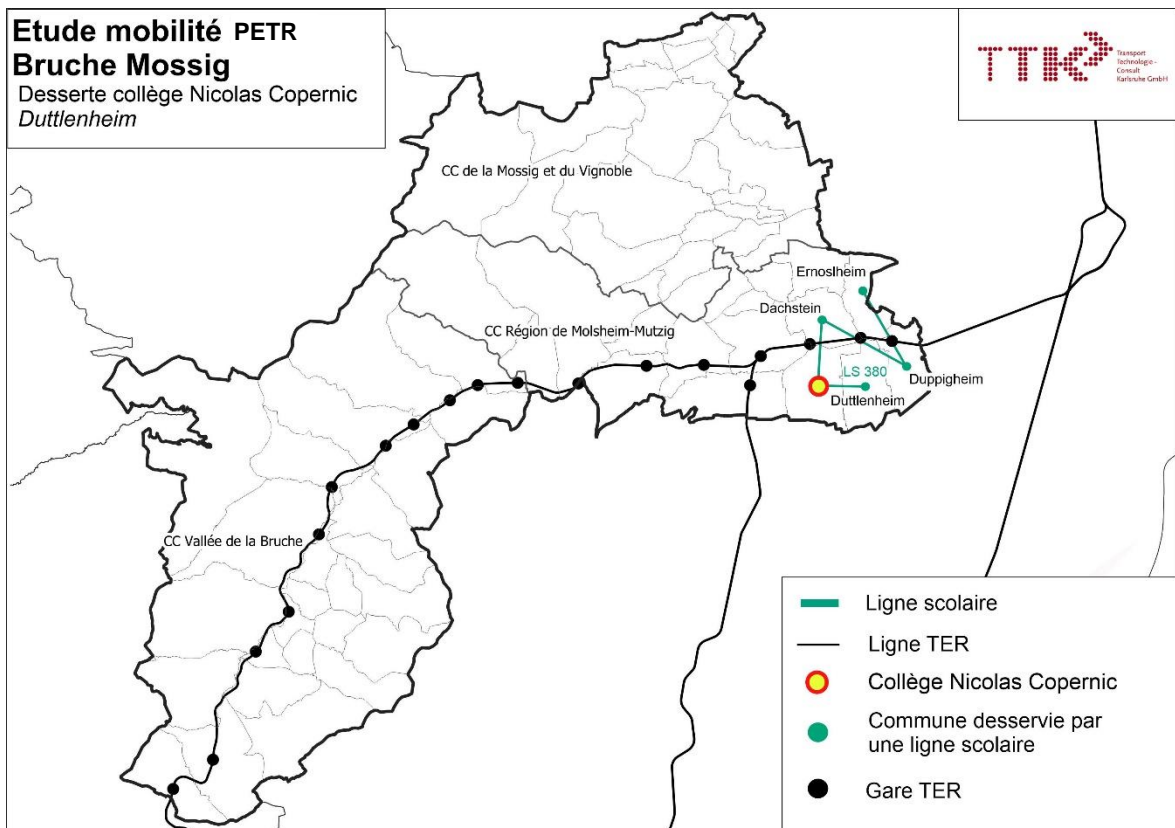 Etude mobilité PETR
Bruche Mossig
Desserte collège Nicolas Copernic
Duttlenheim
TTK
Transport
Technologie-
Consult
Karlsruhe GmbH
CC de la Mossig et du Vignoble
Ernoslheim
Dachstein
CC Région de Molsheim-Mutzig
LS 380
Duppigheim
Duttlenheim
CC Vallée de la Bruche
Ligne scolaire
Ligne TER
Collège Nicolas Copernic
Commune desservie par
une ligne scolaire
Gare TER